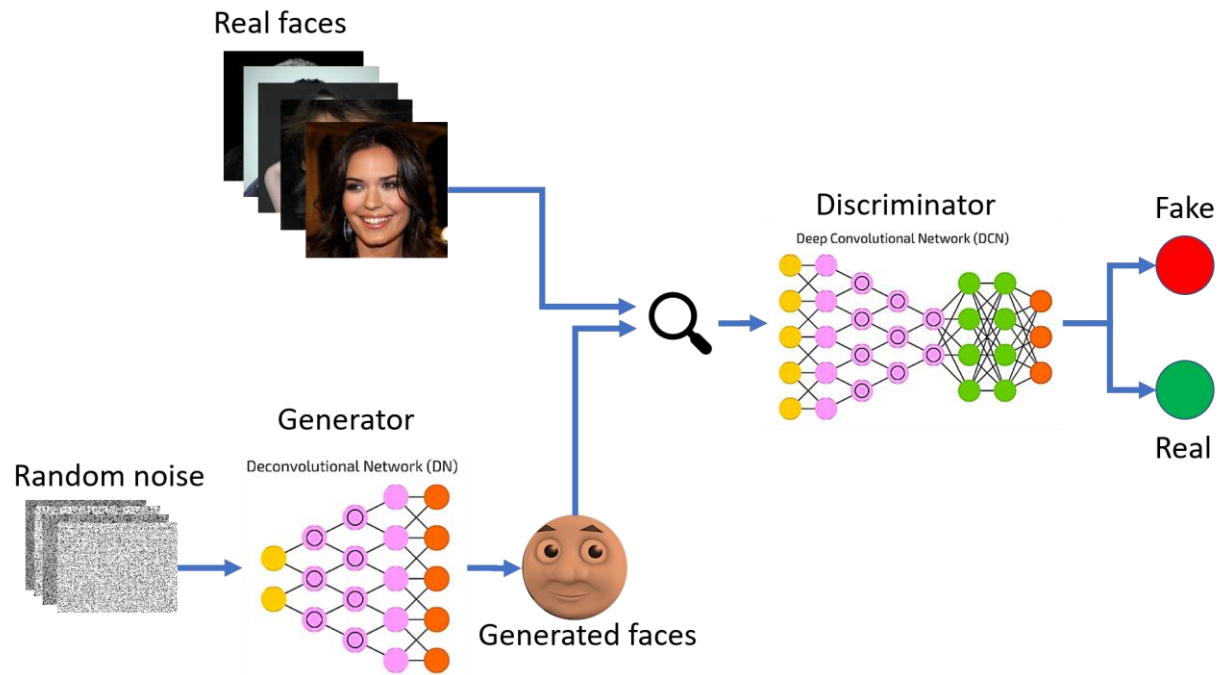 Real faces
Discriminator
Deep Convolutional Network (DCN)
Fake
Real
Generator
Deconvolutional Network (DN)
Random noise
Generated faces